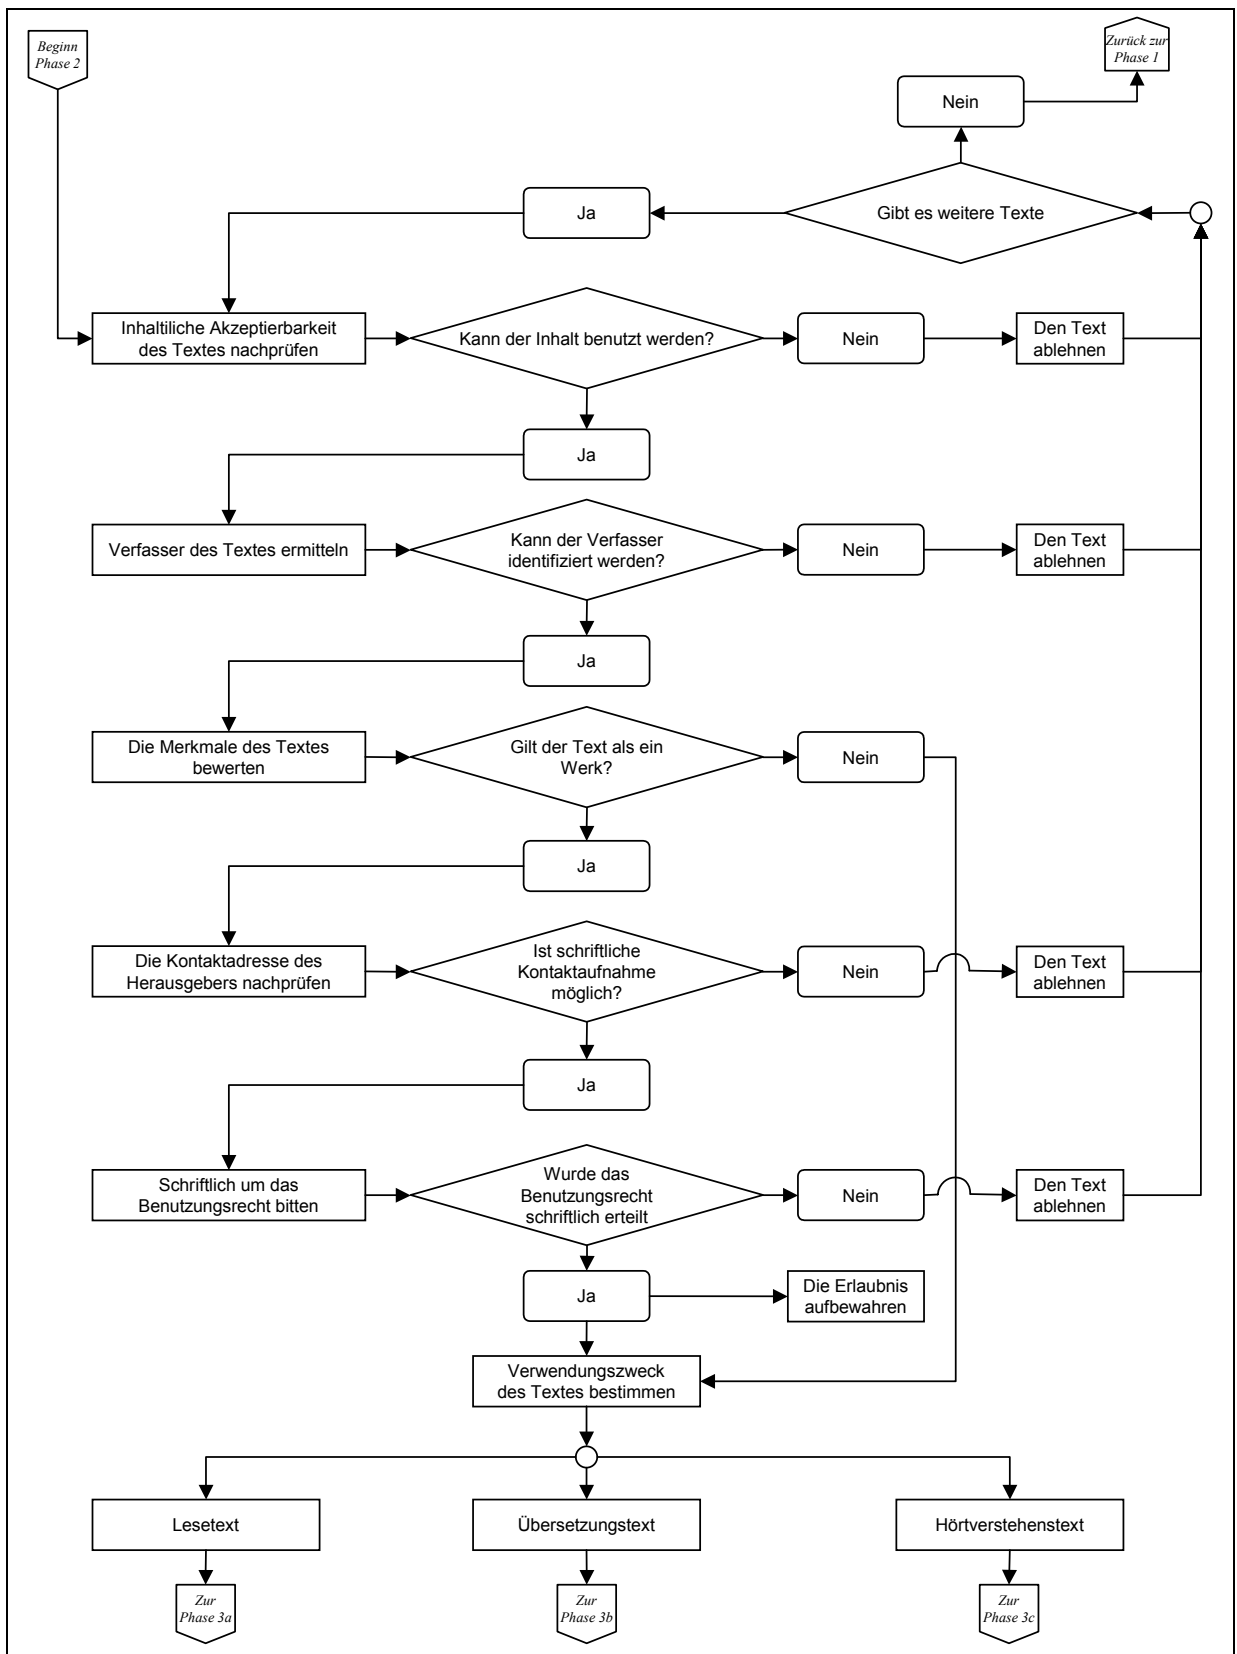 Beginn
Phase 2
Zurück zur
Phase 1
Nein
Ja
Gibt es weitere Texte
Inhaltiliche Akzeptierbarkeit
des Textes nachprüfen
Kann der Inhalt benutzt werden?
Nein
Den Text
ablehnen
Ja
Verfasser des Textes ermitteln
Kann der Verfasser
identifiziert werden?
Nein
Den Text
ablehnen
Ja
Die Merkmale des Textes
bewerten
Gilt der Text als ein
Werk?
Nein
Ja
Die Kontaktadresse des
Herausgebers nachprüfen
Ist schriftliche
Kontaktaufnahme
möglich?
Nein
Den Text
ablehnen
Ja
Schriftlich um das
Benutzungsrecht bitten
Wurde das
Benutzungsrecht
schriftlich erteilt
Nein
Den Text
ablehnen
Ja
Die Erlaubnis
aufbewahren
Verwendungszweck
des Textes bestimmen
Lesetext
Übersetzungstext
Hörtverstehenstext
Zur
Phase 3a
Zur
Phase 3b
Zur
Phase 3c